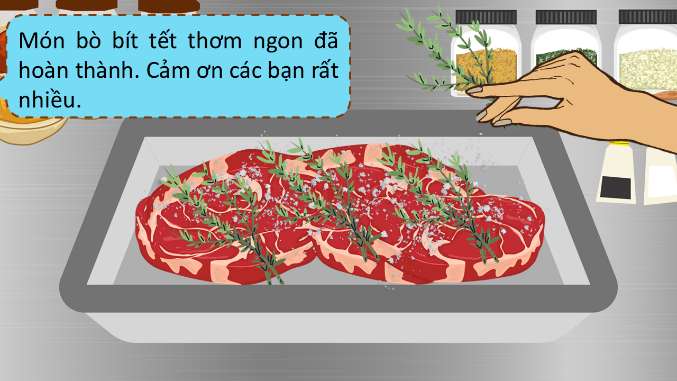 Món bò bít tết thơm ngon đã
hoàn thành. Cảm ơn các bạn rất
nhiều.